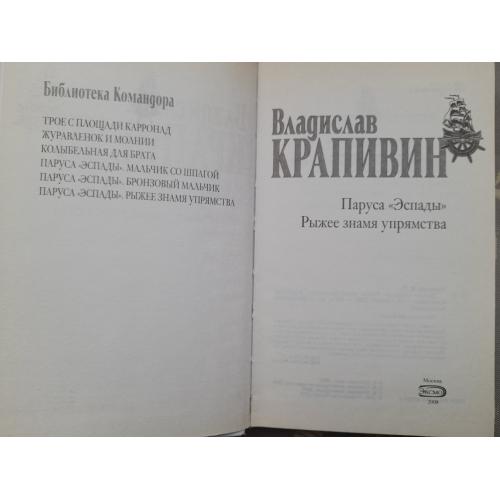 Библиотека Командора
ТРОЕ С ПЛОЩАДИ КАРРОНАД
ЖУРАВЛЕНОК И МОЛНИИ
КОЛЫБЕЛЬНАЯ ДЛЯ БРАТА
ПАРУСА «ЭСПАДЫ». МАЛЬЧИК СО ШПАГОЙ
ПАРУСА «ЭСПАДЫ». БРОНЗОВЫЙ МАЛЬЧИК
ПАРУСА «ЭСПАДЫ». РЫЖЕЕ ЗНАМЯ УПРЯМСТВА
Владислав
КРАПИВИН
Паруса «Эспады»
Рыжее знамя упрямства
Москва
ЭКСМО